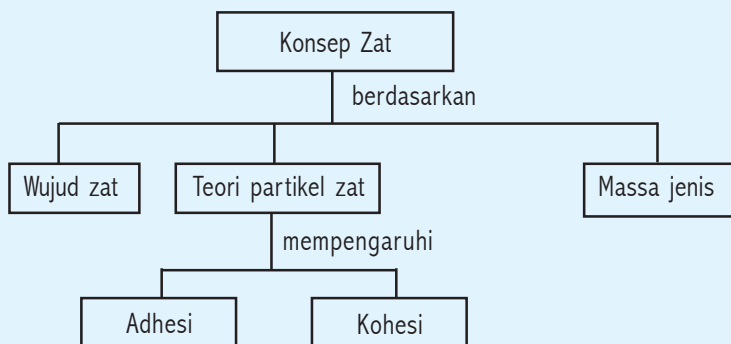 Konsep Zat
berdasarkan
Wujud zat
Teori partikel zat
Massa jenis
mempengaruhi
Adhesi
Kohesi